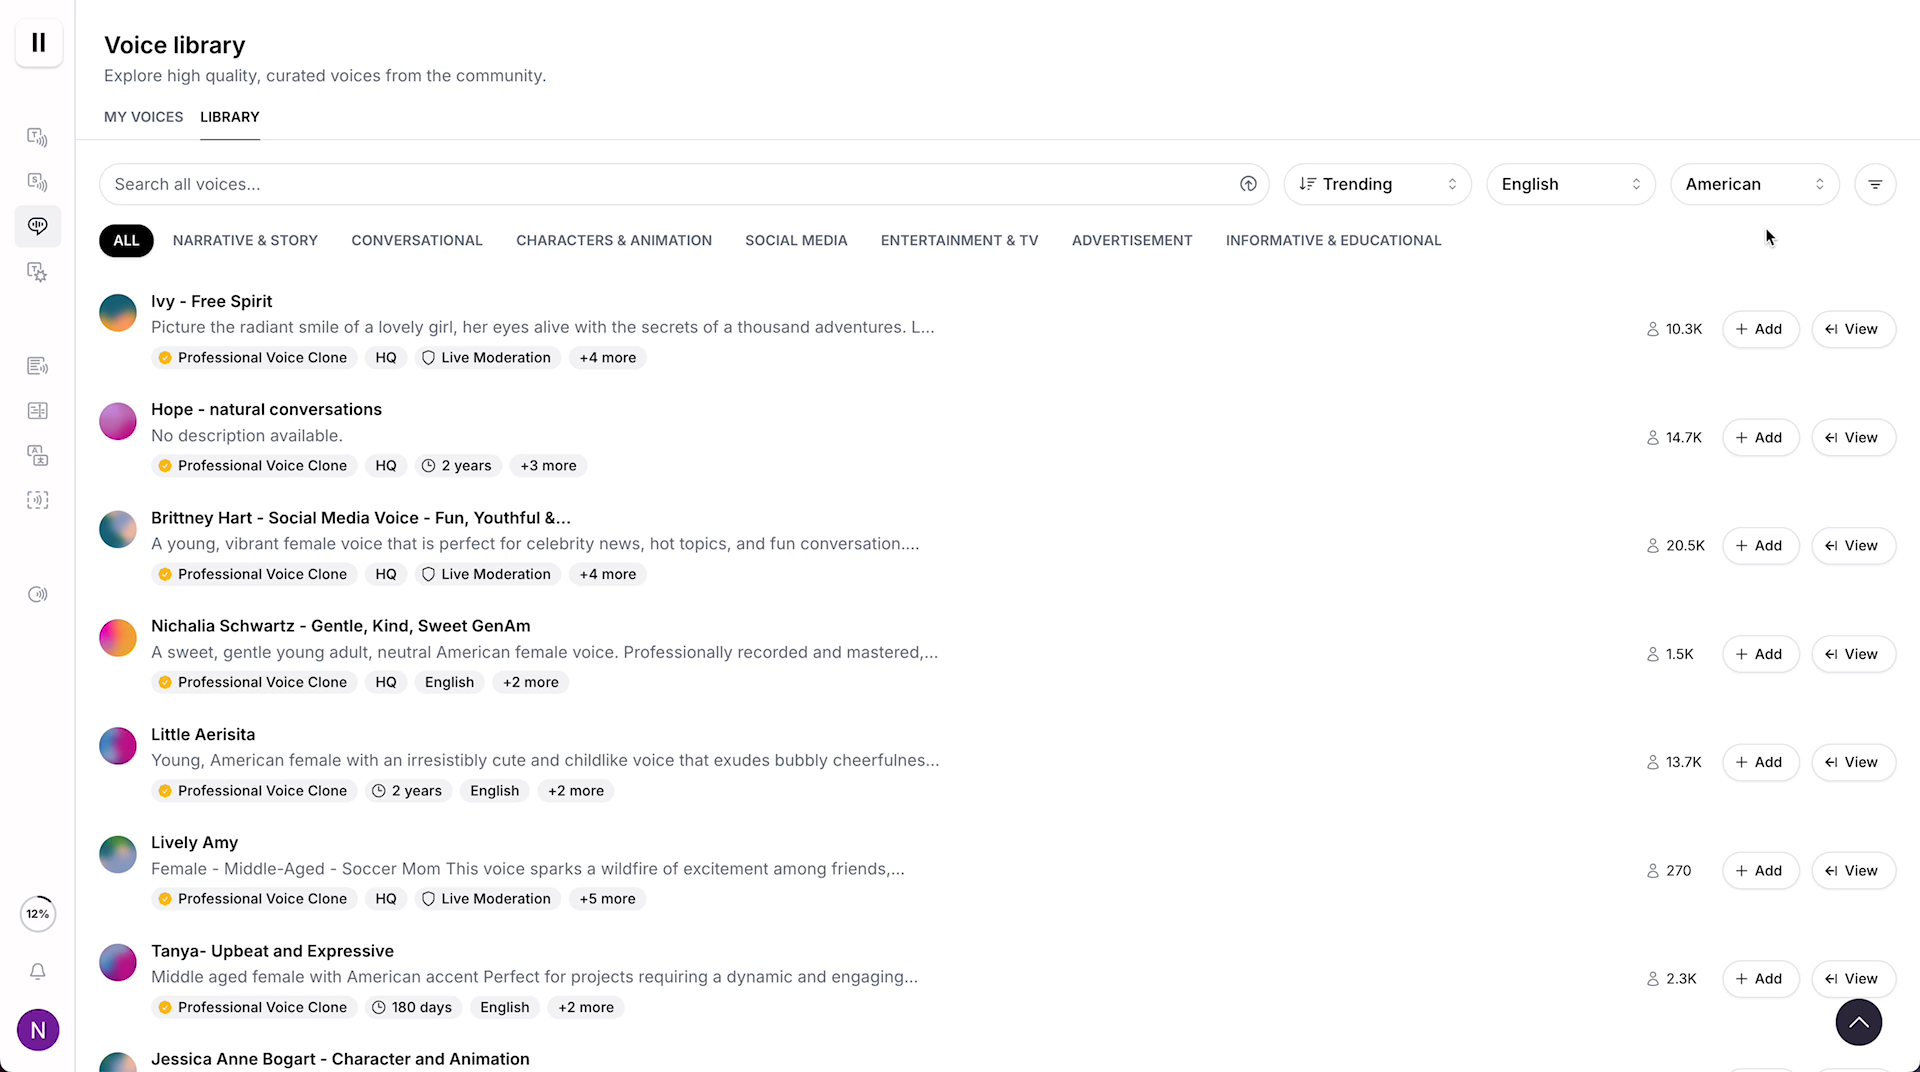 Voice library
Explore high quality, curated voices from the community.
MY VOICES LIBRARY
Search all voices... Trending English American
ALL NARRATIVE & STORY CONVERSATIONAL CHARACTERS & ANIMATION SOCIAL MEDIA ENTERTAINMENT & TV ADVERTISEMENT INFORMATIVE & EDUCATIONAL
Ivy - Free Spirit
Picture the radiant smile of a lovely girl, her eyes alive with the secrets of a thousand adventures. L...
10.3K + Add View
Professional Voice Clone HQ Live Moderation +4 more
Hope - natural conversations
No description available.
14.7K + Add View
Professional Voice Clone HQ 2 years +3 more
Brittney Hart - Social Media Voice - Fun, Youthful &...
A young, vibrant female voice that is perfect for celebrity news, hot topics, and fun conversation....
20.5K + Add View
Professional Voice Clone HQ Live Moderation +4 more
Nichalia Schwartz - Gentle, Kind, Sweet GenAm
A sweet, gentle young adult, neutral American female voice. Professionally recorded and mastered,...
1.5K + Add View
Professional Voice Clone HQ English +2 more
Little Aerisita
Young, American female with an irresistibly cute and childlike voice that exudes bubbly cheerfulnes...
13.7K + Add View
Professional Voice Clone 2 years English +2 more
Lively Amy
Female - Middle-Aged - Soccer Mom This voice sparks a wildfire of excitement among friends,...
270 + Add View
Professional Voice Clone HQ Live Moderation +5 more
12%
Tanya- Upbeat and Expressive
Middle aged female with American accent Perfect for projects requiring a dynamic and engaging...
2.3K + Add View
Professional Voice Clone 180 days English +2 more
N
Jessica Anne Bogart - Character and Animation